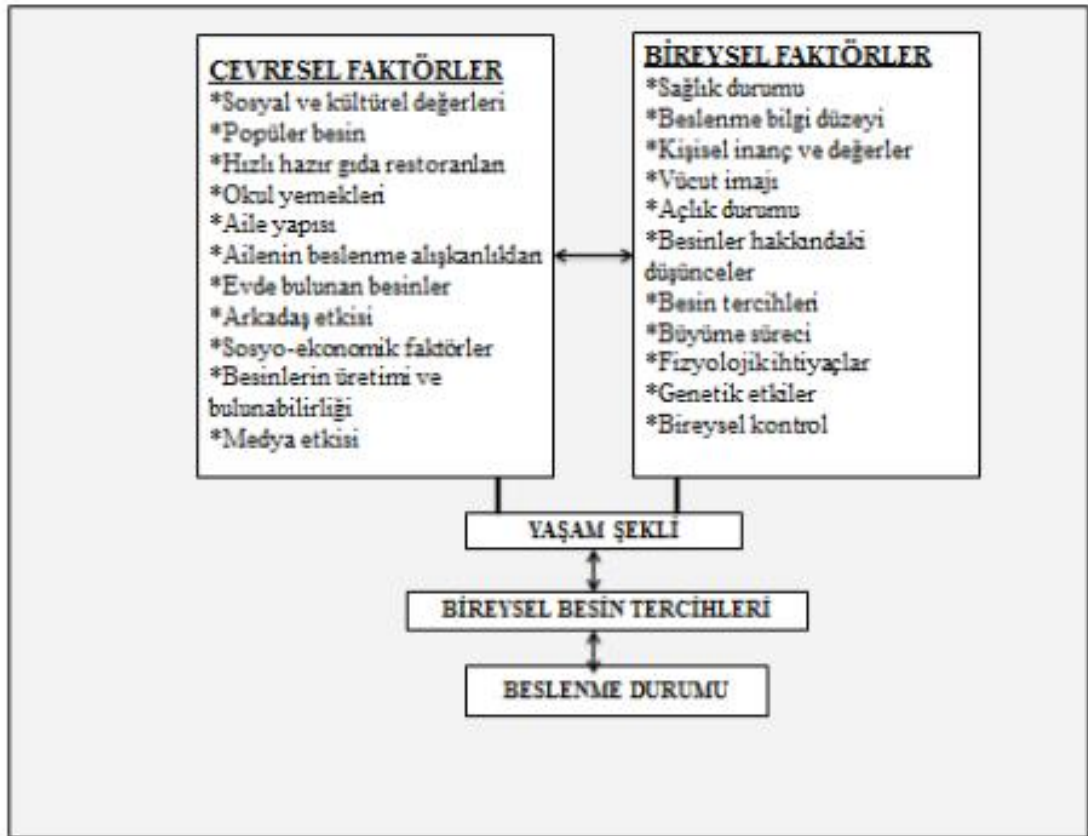 ÇEVRESEL FAKTÖRLER
*Sosyal ve kültürel değerleri
*Popüler besin
*Hızlı hazır gıda restoranları
*Okul yemekleri
*Aile yapısı
*Ailenin beslenme alışkanlıkları
*Evde bulunan besinler
*Arkadaş etkisi
*Sosyo-ekonomik faktörler
*Besinlerin üretimi ve
bulunabilirliği
*Medya etkisi
BİREYSEL FAKTÖRLER
*Sağlık durumu
*Beslenme bilgi düzeyi
*Kişisel inanç ve değerler
*Vücut imajı
*Açlık durumu
*Besinler hakkındaki
düşünceler
*Besin tercihleri
*Büyüme süreci
*Fizyolojik ihtiyaçlar
*Genetik etkiler
*Bireysel kontrol
YAŞAM ŞEKLİ
BİREYSEL BESİN TERCİHLERİ
BESLENME DURUMU